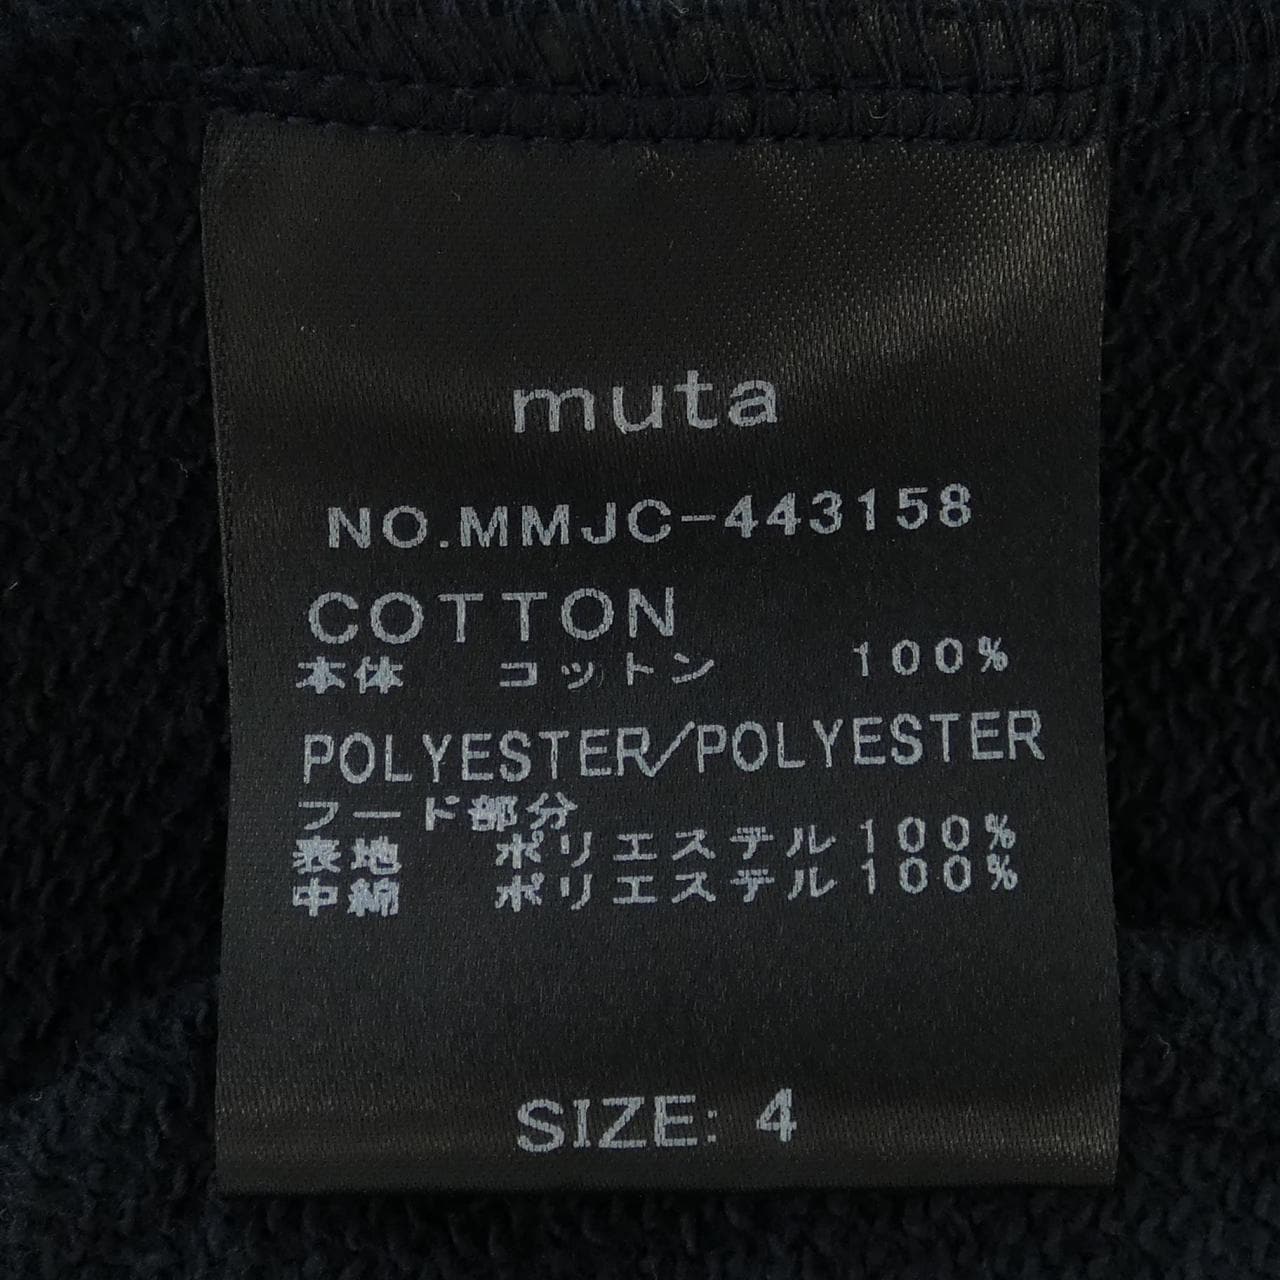 muta
NO.MMJC-443158
COTTON
本体 コットン 100%
POLYESTER/POLYESTER
フード部分
表地 ポリエステル100%
中綿 ポリエステル100%
SIZE: 4